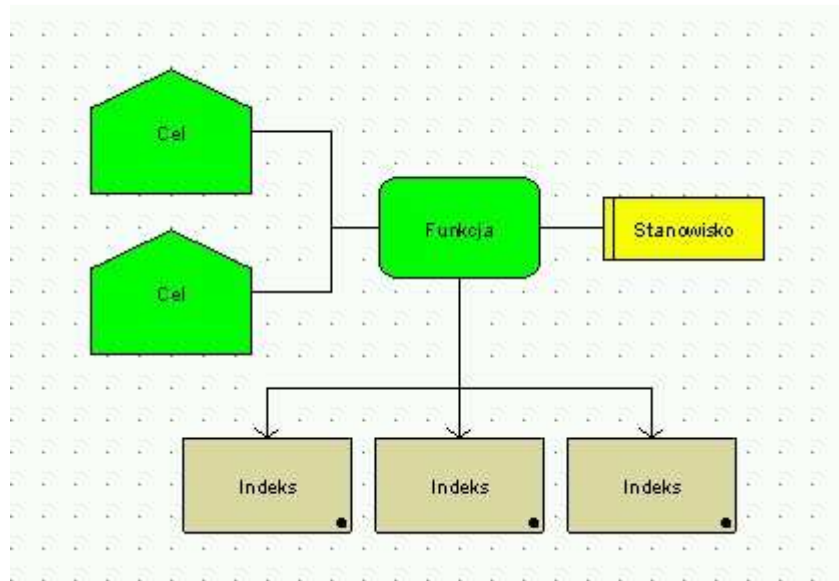 Cel
Funkcja
Stanowisko
Cel
Indeks
Indeks
Indeks